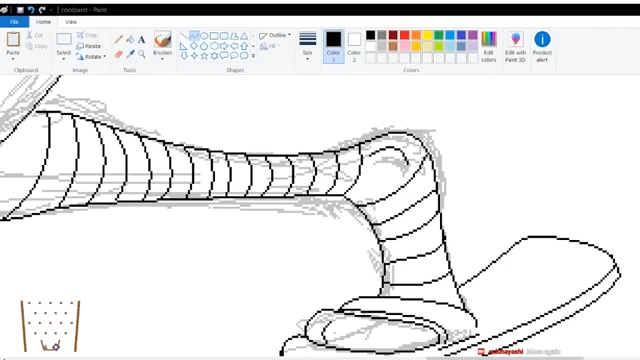 coolpaint - Paint
File Home View
Paste Cut Copy
Clipboard
Select Crop Resize Rotate
Image
Tools
Brushes
Shapes
Outline
Fill
Size
Color 1 Color 2
Colors
Edit colors
Edit with Paint 3D
Product alert